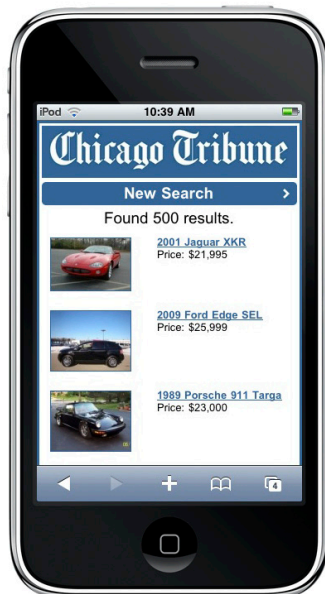 iPod 10:39 AM
Chicago Tribune
New Search
Found 500 results.
2001 Jaguar XKR
Price: $21,995
2009 Ford Edge SEL
Price: $25,999
1989 Porsche 911 Targa
Price: $23,000
4